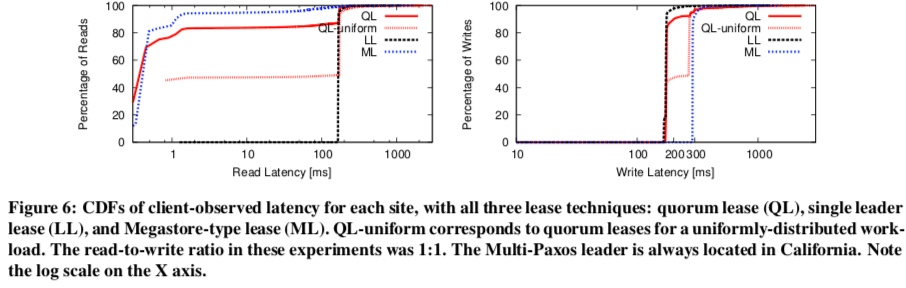 100
80
60
40
20
0
Percentage of Reads
QL
QL-uniform
LL
ML
1
10
100
1000
Read Latency [ms]
100
80
60
40
20
0
Percentage of Writes
QL
QL-uniform
LL
ML
10
100
200
300
1000
Write Latency [ms]
Figure 6: CDFs of client-observed latency for each site, with all three lease techniques: quorum lease (QL), single leader
lease (LL), and Megastore-type lease (ML). QL-uniform corresponds to quorum leases for a uniformly-distributed work-
load. The read-to-write ratio in these experiments was 1:1. The Multi-Paxos leader is always located in California. Note
the log scale on the X axis.